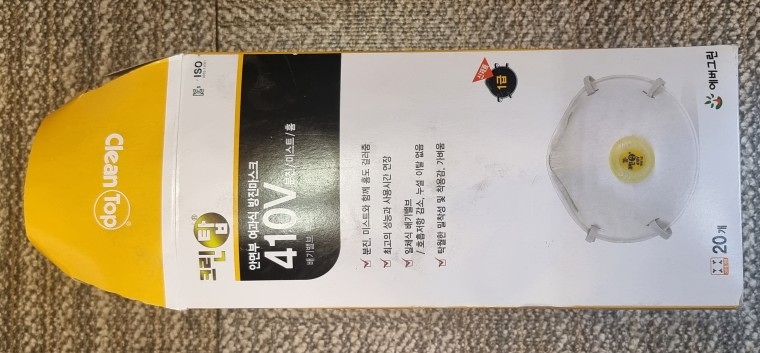 Clean Top
ISO
크린탑
안면부 여과식 방진마스크
410V 분진/미스트/흄
배기밸브
분진, 미스트와 함께 흄도 걸러줌
최고의 성능과 사용시간 연장
일체식 배기밸브
/ 호흡저항 감소, 누설 이탈 없음
탁월한 밀착성 및 착용감, 가벼움
1급
에버그린
20개